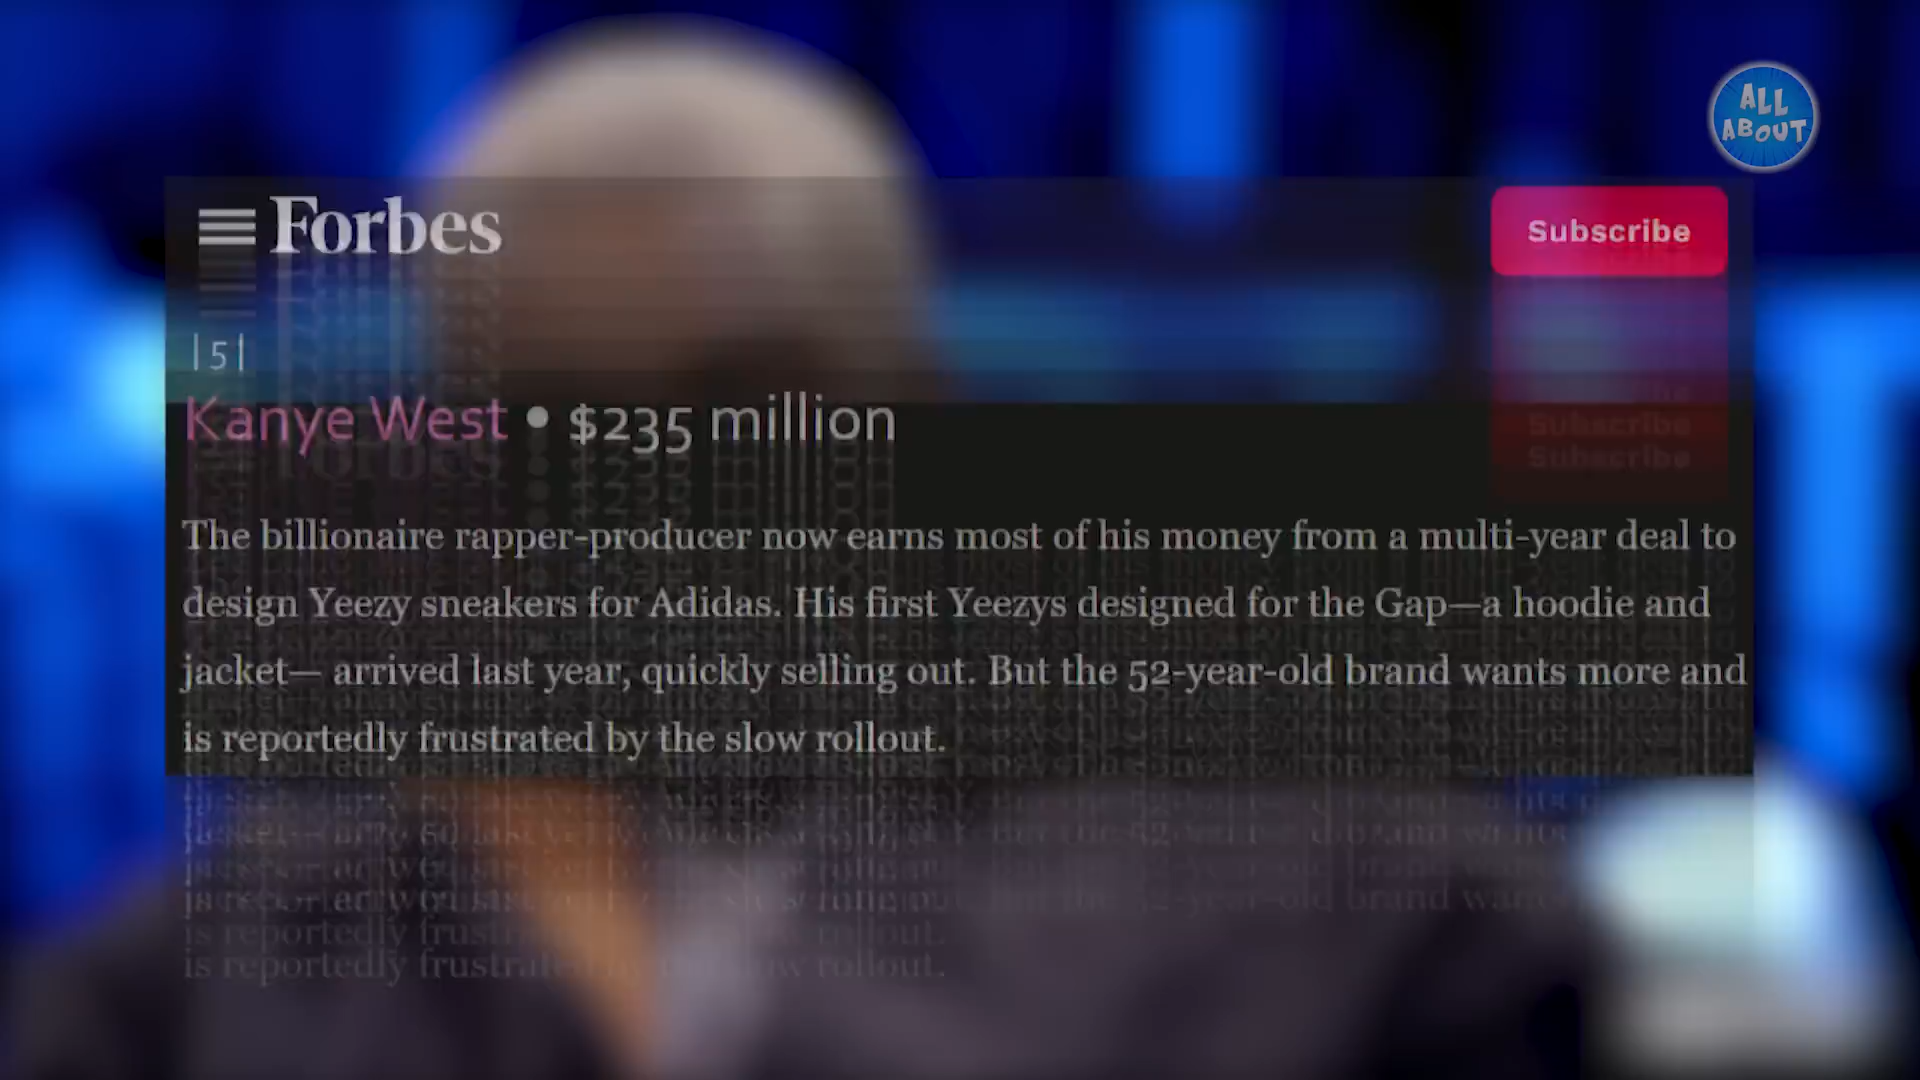 ALL
ABOUT
Forbes
Subscribe
|5|
Kanye West • $235 million
The billionaire rapper-producer now earns most of his money from a multi-year deal to
design Yeezy sneakers for Adidas. His first Yeezys designed for the Gap—a hoodie and
jacket— arrived last year, quickly selling out. But the 52-year-old brand wants more and
is reportedly frustrated by the slow rollout.